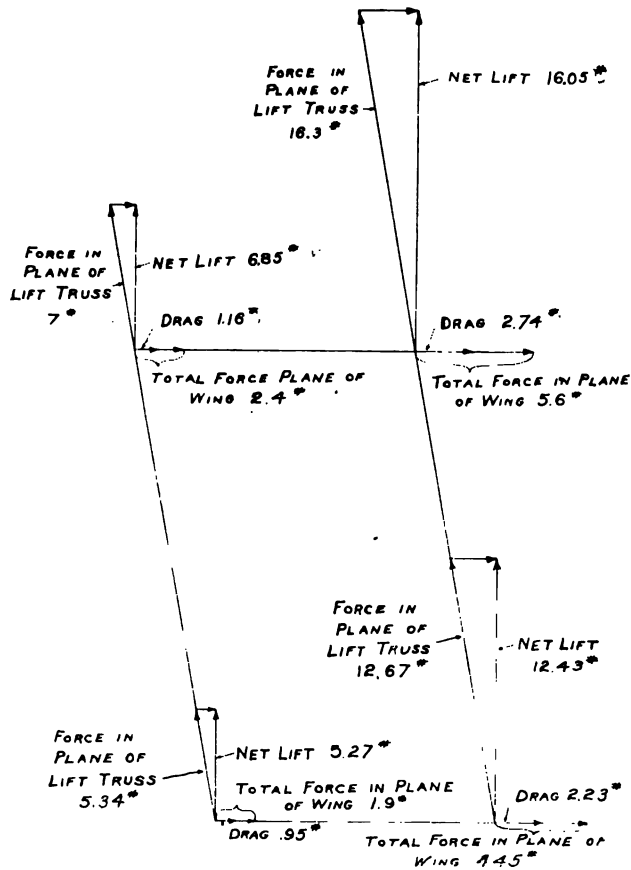 FORCE IN
PLANE OF
LIFT TRUSS
16.3#
NET LIFT 16.05#
FORCE IN
PLANE OF
LIFT TRUSS
7#
NET LIFT 6.85#
DRAG 1.16#
TOTAL FORCE PLANE OF
WING 2.4#
DRAG 2.74#
TOTAL FORCE IN PLANE
OF WING 5.6#
FORCE IN
PLANE OF
LIFT TRUSS
12.67#
NET LIFT
12.43#
FORCE IN
PLANE OF
LIFT TRUSS
5.34#
NET LIFT 5.27#
TOTAL FORCE IN PLANE
OF WING 1.9#
DRAG .95#
DRAG 2.23#
TOTAL FORCE IN PLANE OF
WING 4.45#